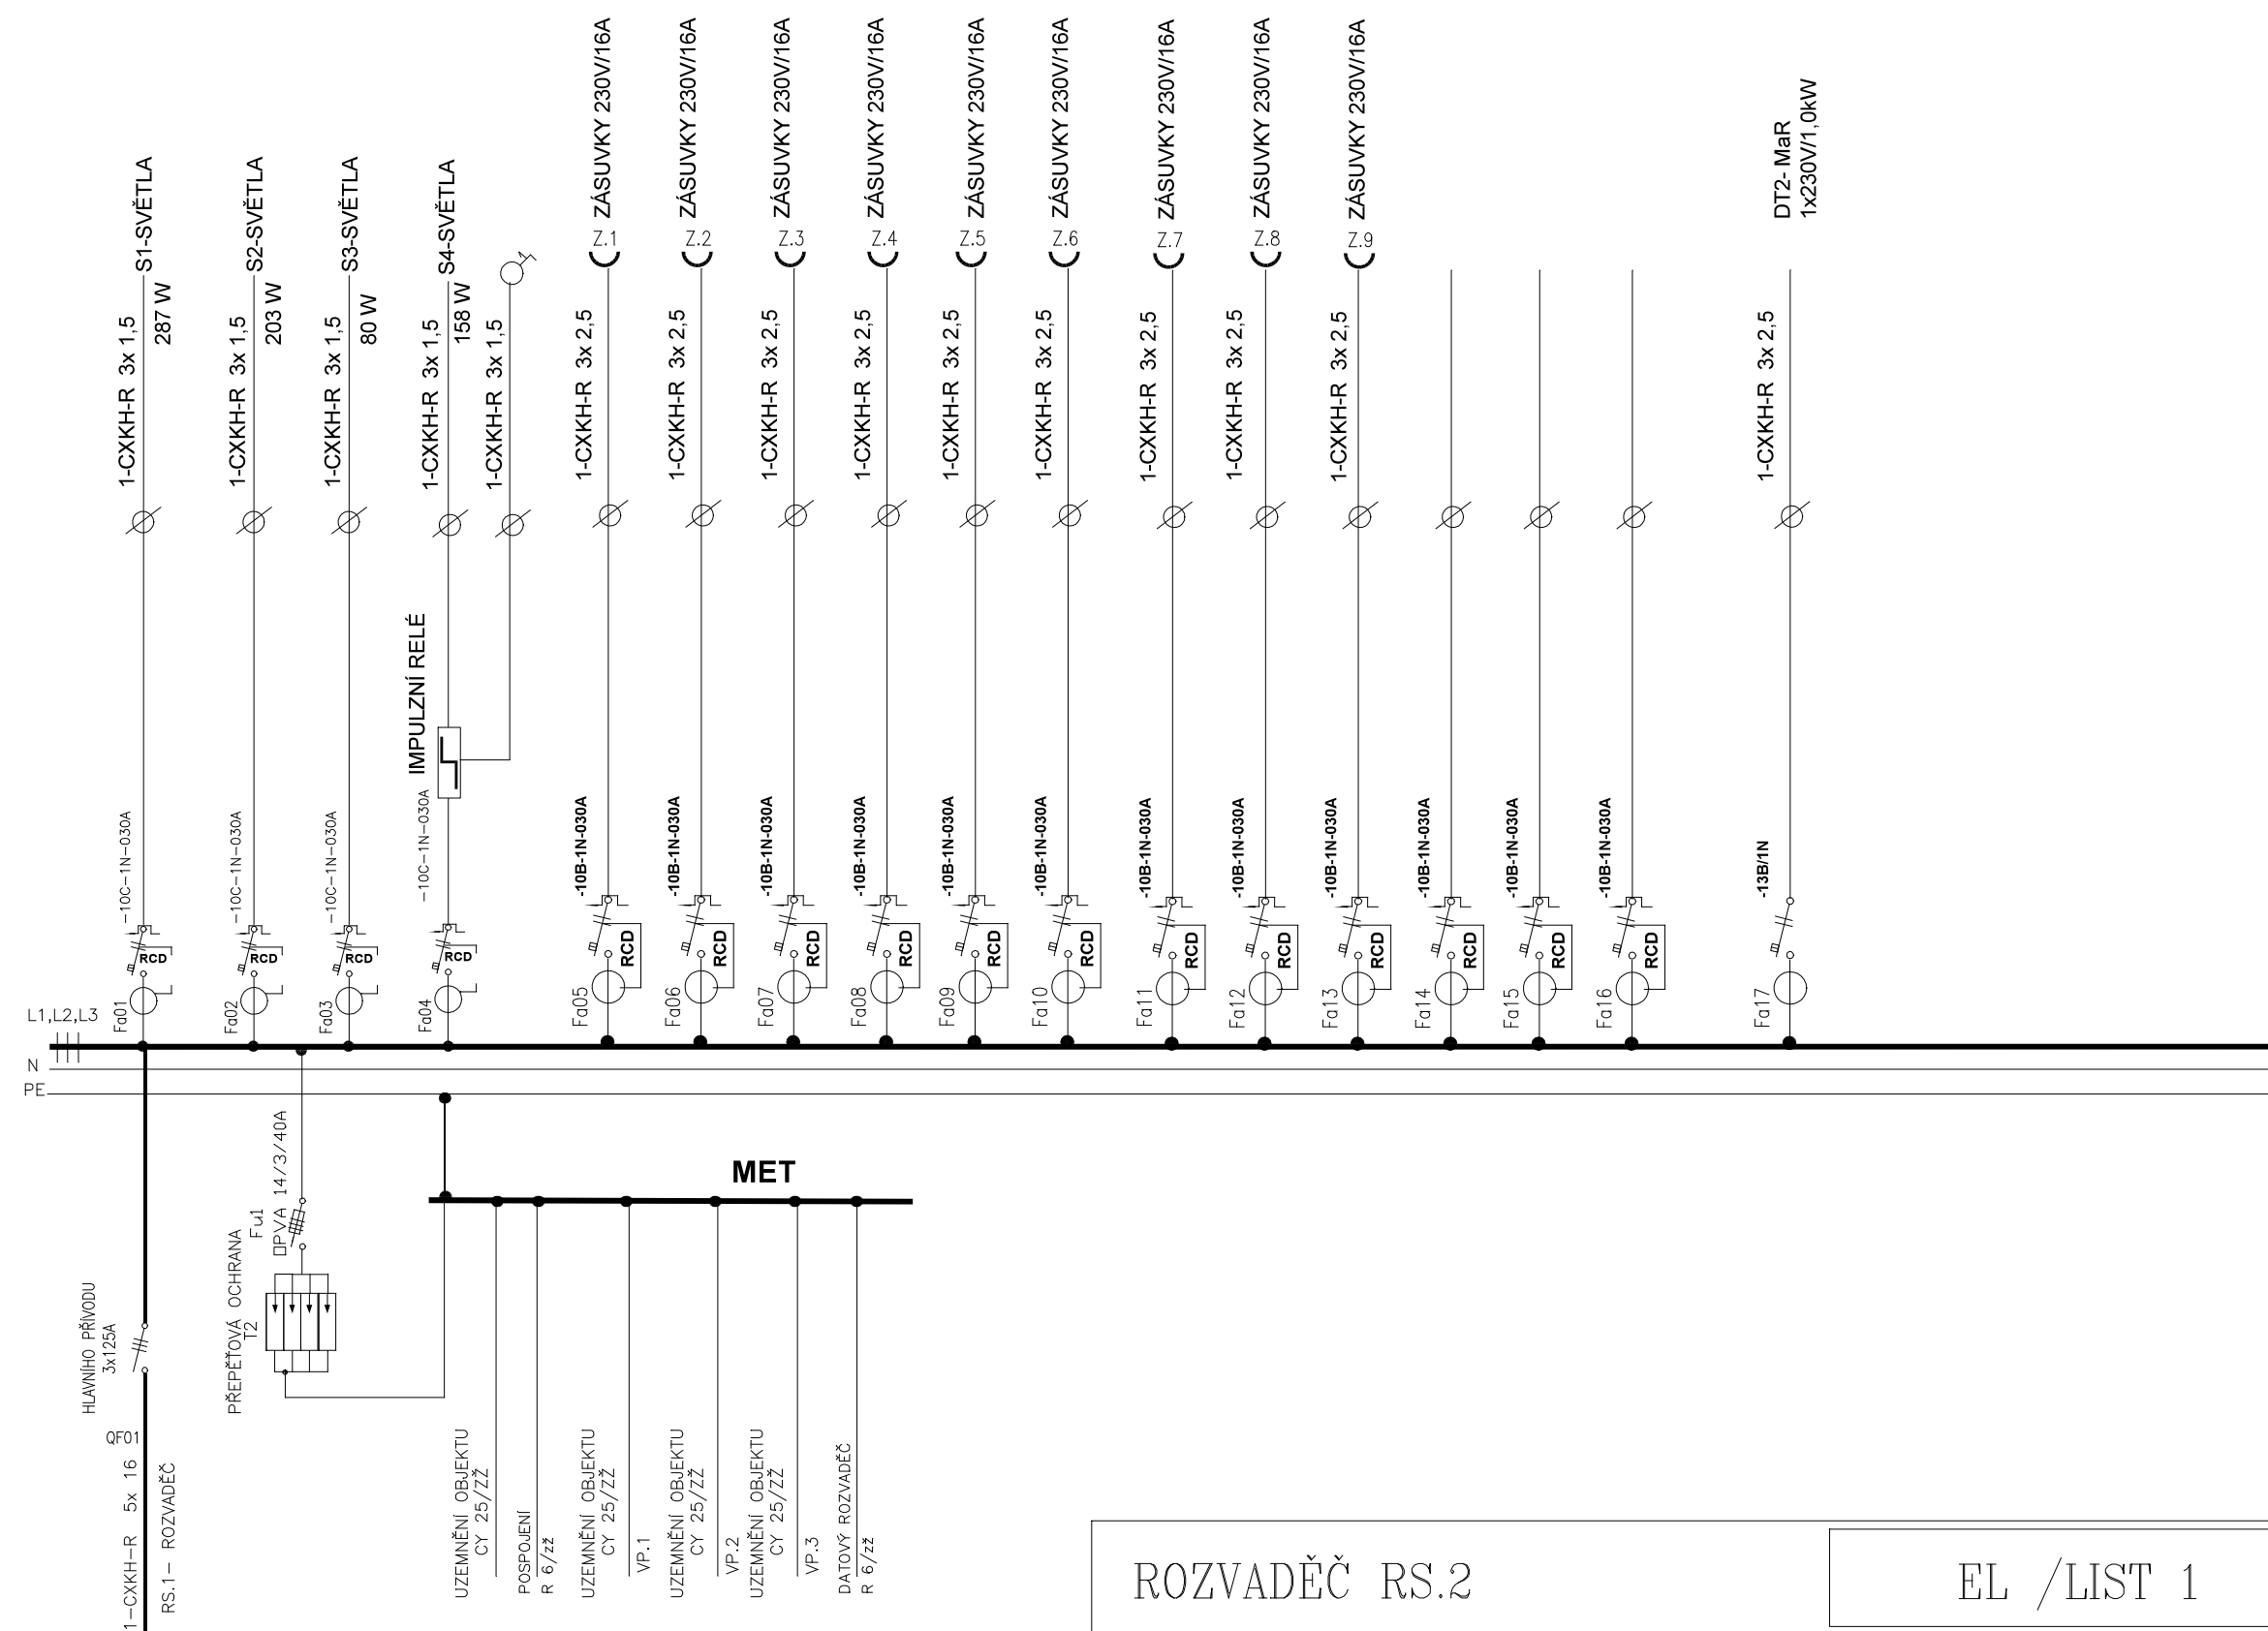 S1-SVĚTLA
287 W
1-CXKH-R 3x 1,5
S2-SVĚTLA
203 W
1-CXKH-R 3x 1,5
S3-SVĚTLA
80 W
1-CXKH-R 3x 1,5
S4-SVĚTLA
158 W
1-CXKH-R 3x 1,5
1-CXKH-R 3x 1,5
ZÁSUVKY 230V/16A
Z.1
1-CXKH-R 3x 2,5
ZÁSUVKY 230V/16A
Z.2
1-CXKH-R 3x 2,5
ZÁSUVKY 230V/16A
Z.3
1-CXKH-R 3x 2,5
ZÁSUVKY 230V/16A
Z.4
1-CXKH-R 3x 2,5
ZÁSUVKY 230V/16A
Z.5
1-CXKH-R 3x 2,5
ZÁSUVKY 230V/16A
Z.6
1-CXKH-R 3x 2,5
ZÁSUVKY 230V/16A
Z.7
1-CXKH-R 3x 2,5
ZÁSUVKY 230V/16A
Z.8
1-CXKH-R 3x 2,5
ZÁSUVKY 230V/16A
Z.9
1-CXKH-R 3x 2,5
DT2- MaR
1x230V/1,0kW
1-CXKH-R 3x 2,5
IMPULZNÍ RELÉ
-10C-1N-030A
RCD
Fa01
-10C-1N-030A
RCD
Fa02
-10C-1N-030A
RCD
Fa03
-10C-1N-030A
RCD
Fa04
-10B-1N-030A
RCD
Fa05
-10B-1N-030A
RCD
Fa06
-10B-1N-030A
RCD
Fa07
-10B-1N-030A
RCD
Fa08
-10B-1N-030A
RCD
Fa09
-10B-1N-030A
RCD
Fa10
-10B-1N-030A
RCD
Fa11
-10B-1N-030A
RCD
Fa12
-10B-1N-030A
RCD
Fa13
-10B-1N-030A
RCD
Fa14
-10B-1N-030A
RCD
Fa15
-10B-1N-030A
RCD
Fa16
-13B/1N
Fa17
L1,L2,L3
N
PE
HLAVNÍHO PŘÍVODU
3x125A
QF01
1-CXKH-R 5x 16
RS.1- ROZVADĚČ
PŘEPĚŤOVÁ OCHRANA
T2
Fu1
OPVA 14/3/40A
MET
UZEMNĚNÍ OBJEKTU
CY 25/ZŽ
POSPOJENÍ
R 6/zž
UZEMNĚNÍ OBJEKTU
CY 25/ZŽ
VP.1
UZEMNĚNÍ OBJEKTU
CY 25/ZŽ
VP.2
UZEMNĚNÍ OBJEKTU
CY 25/ZŽ
VP.3
DATOVÝ ROZVADĚČ
R 6/zž
ROZVADĚČ RS.2
EL /LIST 1